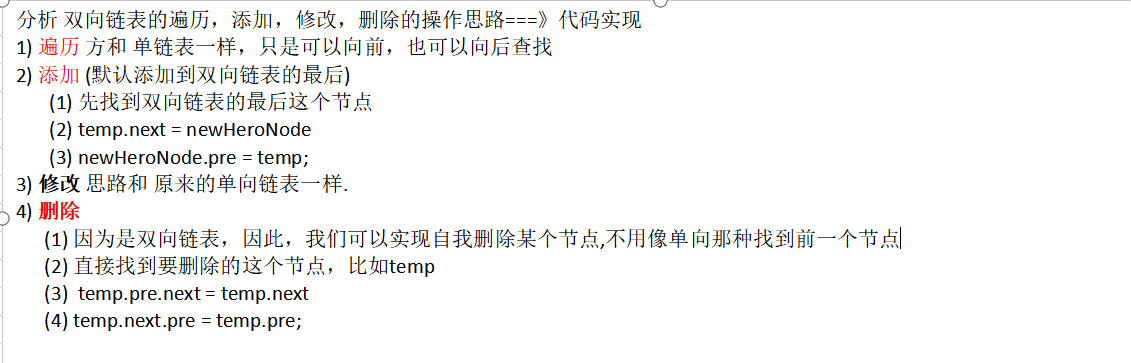 分析 双向链表的遍历，添加，修改，删除的操作思路===》代码实现
1) 遍历 方和 单链表一样，只是可以向前，也可以向后查找
2) 添加 (默认添加到双向链表的最后)
(1) 先找到双向链表的最后这个节点
(2) temp.next = newHeroNode
(3) newHeroNode.pre = temp;
3) 修改 思路和 原来的单向链表一样.
4) 删除
(1) 因为是双向链表，因此，我们可以实现自我删除某个节点,不用像单向那种找到前一个节点
(2) 直接找到要删除的这个节点，比如temp
(3) temp.pre.next = temp.next
(4) temp.next.pre = temp.pre;